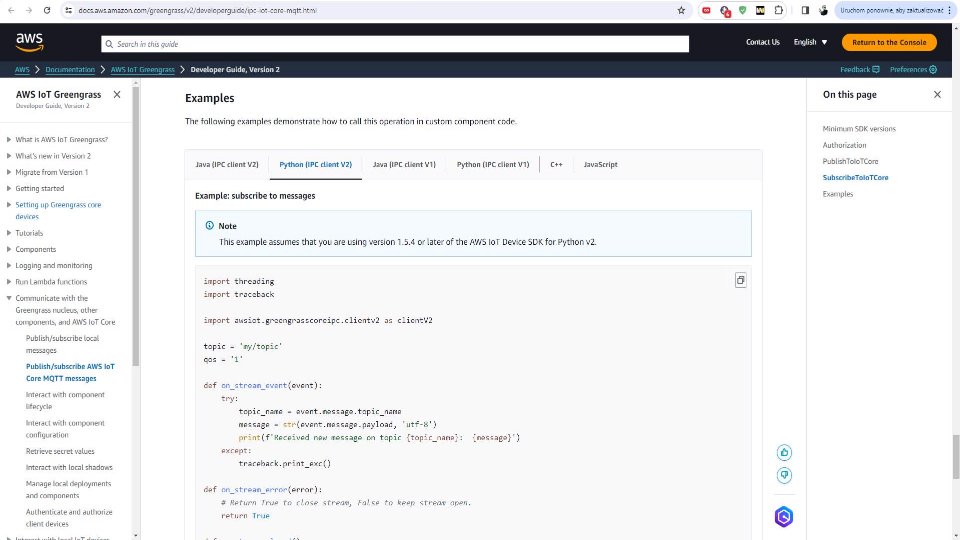 docs.aws.amazon.com/greengrass/v2/developerguide/ipc-iot-core-mqtt.html
Uruchom ponownie, aby zaktualizować
aws
Search in this guide
Contact Us
English
Return to the Console
AWS > Documentation > AWS IoT Greengrass > Developer Guide, Version 2
Feedback
Preferences
AWS IoT Greengrass
Developer Guide, Version 2
What is AWS IoT Greengrass?
What's new in Version 2
Migrate from Version 1
Getting started
Setting up Greengrass core
devices
Tutorials
Components
Logging and monitoring
Run Lambda functions
Communicate with the
Greengrass nucleus, other
components, and AWS IoT Core
Publish/subscribe local
messages
Publish/subscribe AWS IoT
Core MQTT messages
Interact with component
lifecycle
Interact with component
configuration
Retrieve secret values
Interact with local shadows
Manage local deployments
and components
Authenticate and authorize
client devices
Interact with local IoT devices
Examples
The following examples demonstrate how to call this operation in custom component code.
Java (IPC client V2)
Python (IPC client V2)
Java (IPC client V1)
Python (IPC client V1)
C++
JavaScript
Example: subscribe to messages
Note
This example assumes that you are using version 1.5.4 or later of the AWS IoT Device SDK for Python v2.
import threading
import traceback
import awsiot.greengrasscoreipc.clientv2 as clientV2
topic = 'my/topic'
qos = '1'
def on_stream_event(event):
try:
topic_name = event.message.topic_name
message = str(event.message.payload, 'utf-8')
print(f'Received new message on topic {topic_name}:  {message}')
except:
traceback.print_exc()
def on_stream_error(error):
# Return True to close stream, False to keep stream open.
return True
On this page
Minimum SDK versions
Authorization
PublishToIoTCore
SubscribeToIoTCore
Examples